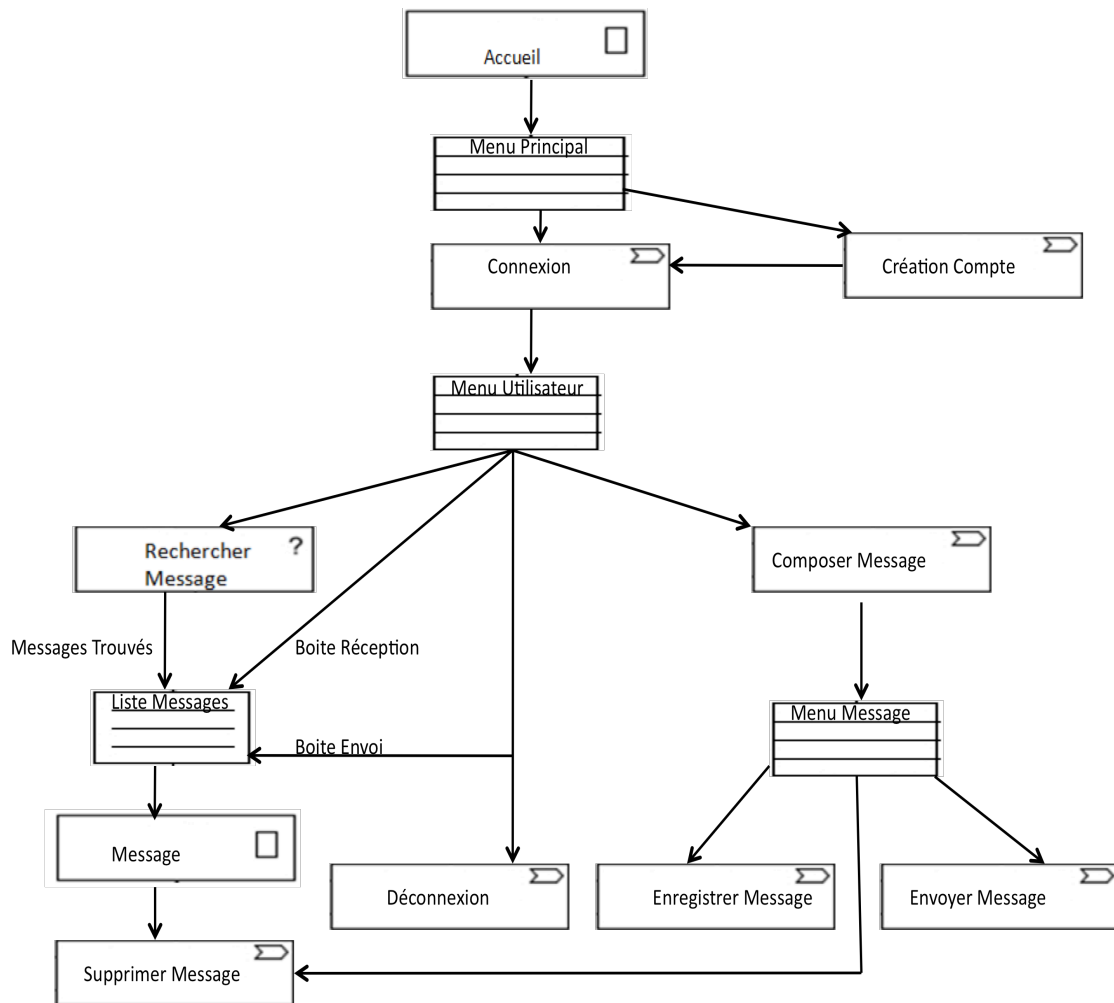 Accueil
Menu Principal
Connexion
Création Compte
Menu Utilisateur
Rechercher
Message
?
Composer Message
Messages Trouvés
Boite Réception
Liste Messages
Menu Message
Boite Envoi
Message
Déconnexion
Enregistrer Message
Envoyer Message
Supprimer Message